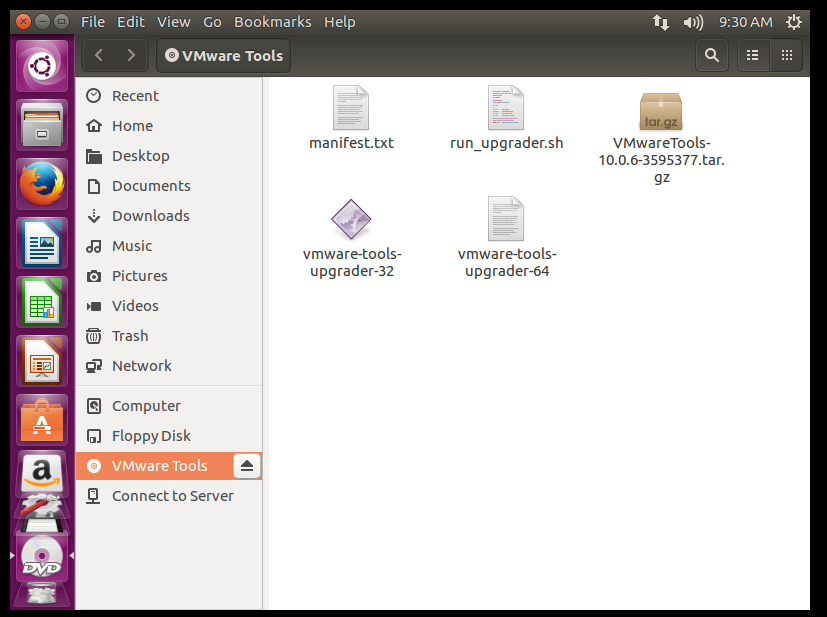 File Edit View Go Bookmarks Help 9:30 AM
VMware Tools
Recent
Home
Desktop
Documents
Downloads
Music
Pictures
Videos
Trash
Network
Computer
Floppy Disk
VMware Tools
Connect to Server
manifest.txt
run_upgrader.sh
tar.gz
VMwareTools-
10.0.6-3595377.tar.
gz
vmware-tools-
upgrader-32
vmware-tools-
upgrader-64
A
a
DVD